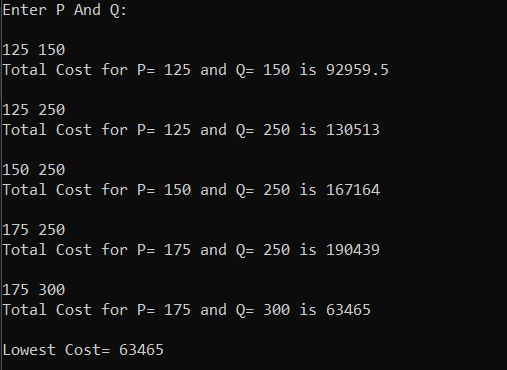 Enter P And Q:
125 150
Total Cost for P= 125 and Q= 150 is 92959.5
125 250
Total Cost for P= 125 and Q= 250 is 130513
150 250
Total Cost for P= 150 and Q= 250 is 167164
175 250
Total Cost for P= 175 and Q= 250 is 190439
175 300
Total Cost for P= 175 and Q= 300 is 63465
Lowest Cost= 63465